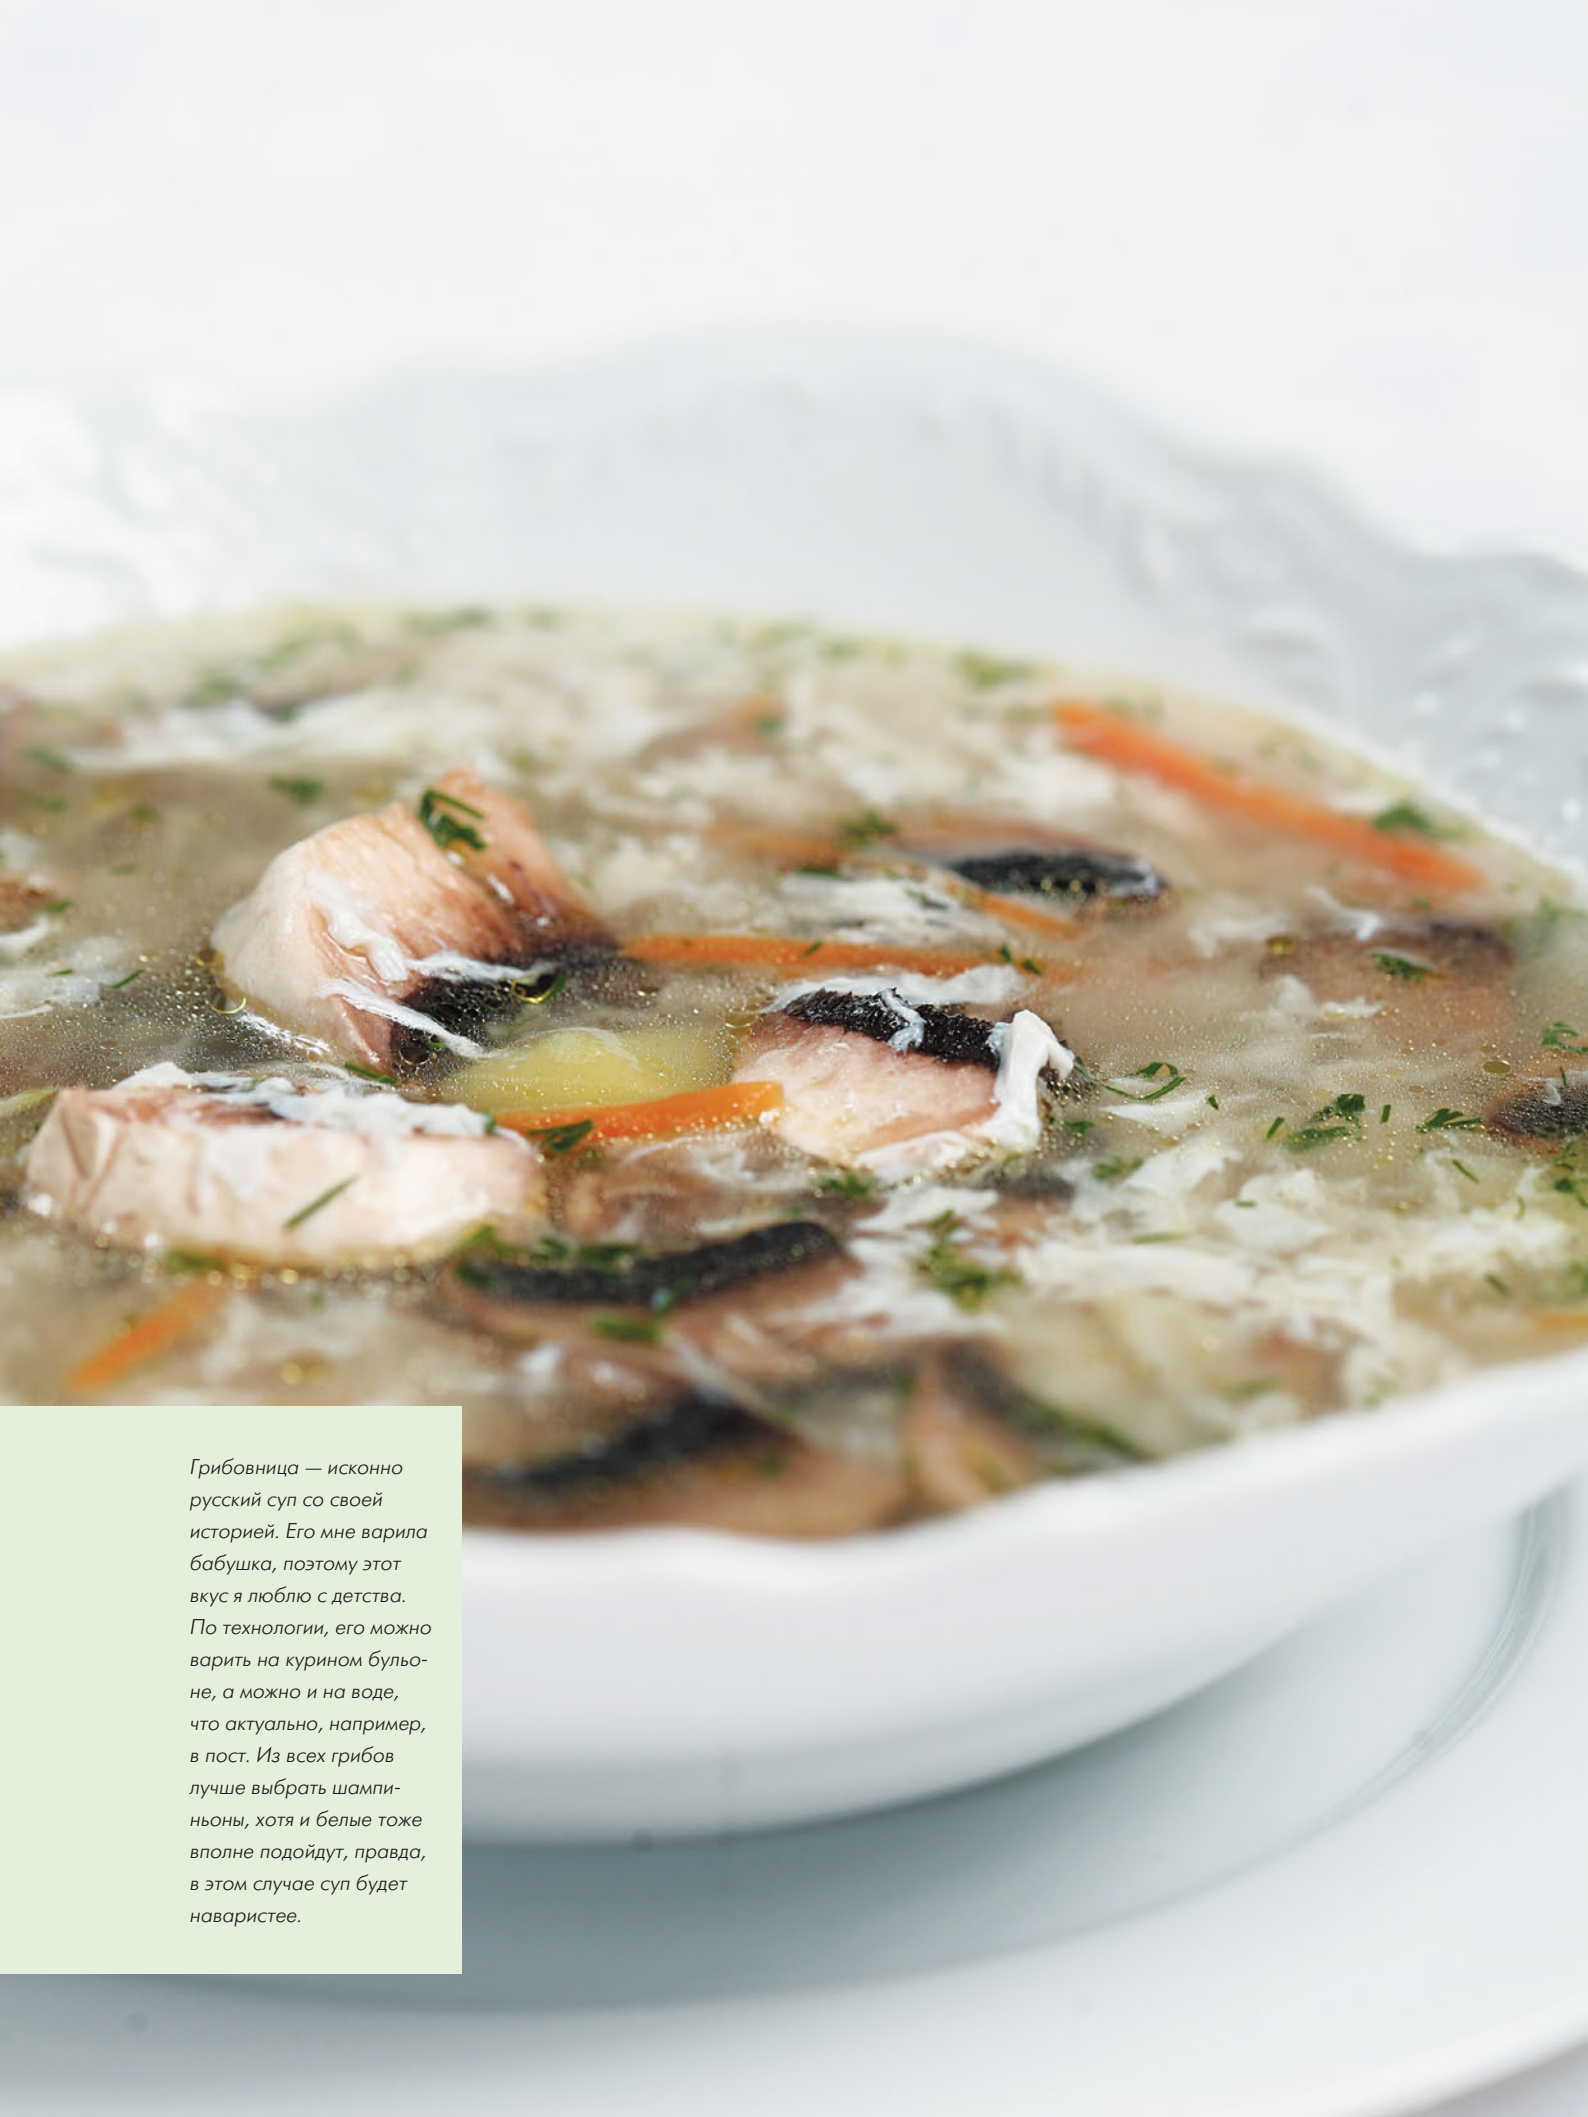 Грибовница — исконно
русский суп со своей
историей. Его мне варила
бабушка, поэтому этот
вкус я люблю с детства.
По технологии, его можно
варить на курином бульо-
не, а можно и на воде,
что актуально, например,
в пост. Из всех грибов
лучше выбрать шампи-
ньоны, хотя и белые тоже
вполне подойдут, правда,
в этом случае суп будет
наваристее.